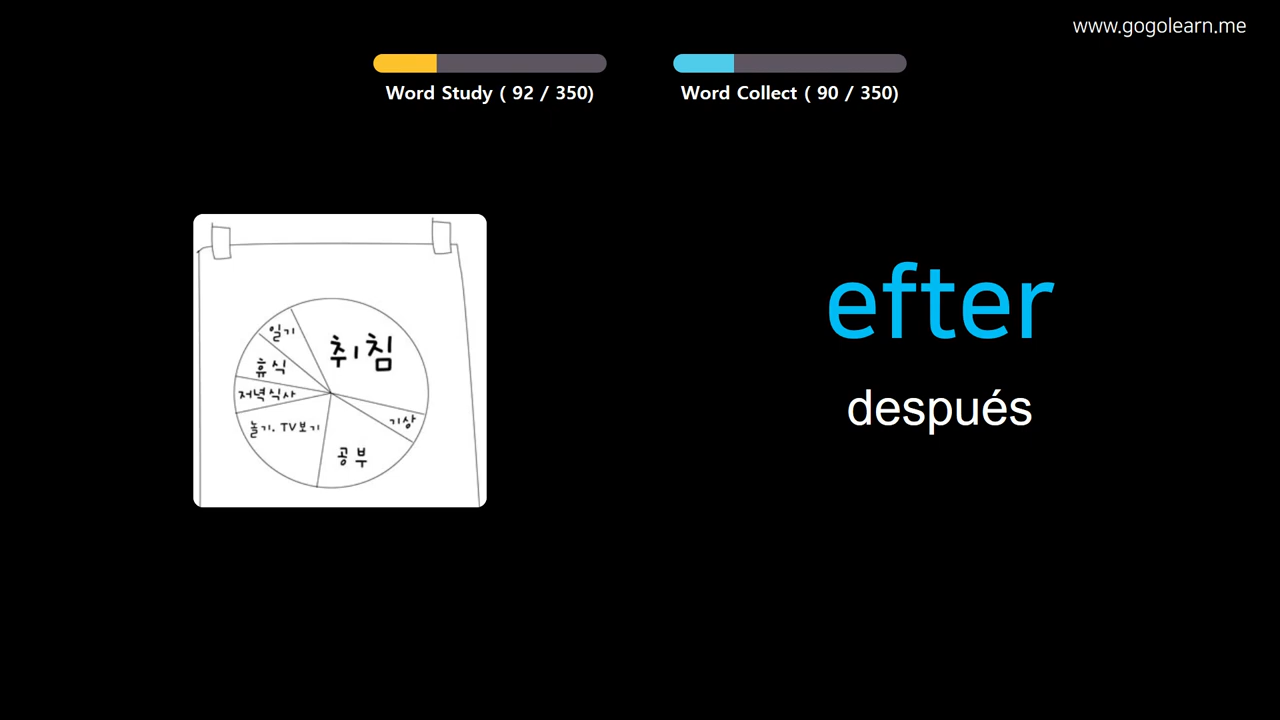 www.gogolearn.me
Word Study ( 92 / 350)
Word Collect ( 90 / 350)
일기
취침
휴식
저녁식사
기상
놀기. TV보기
공부
efter
después